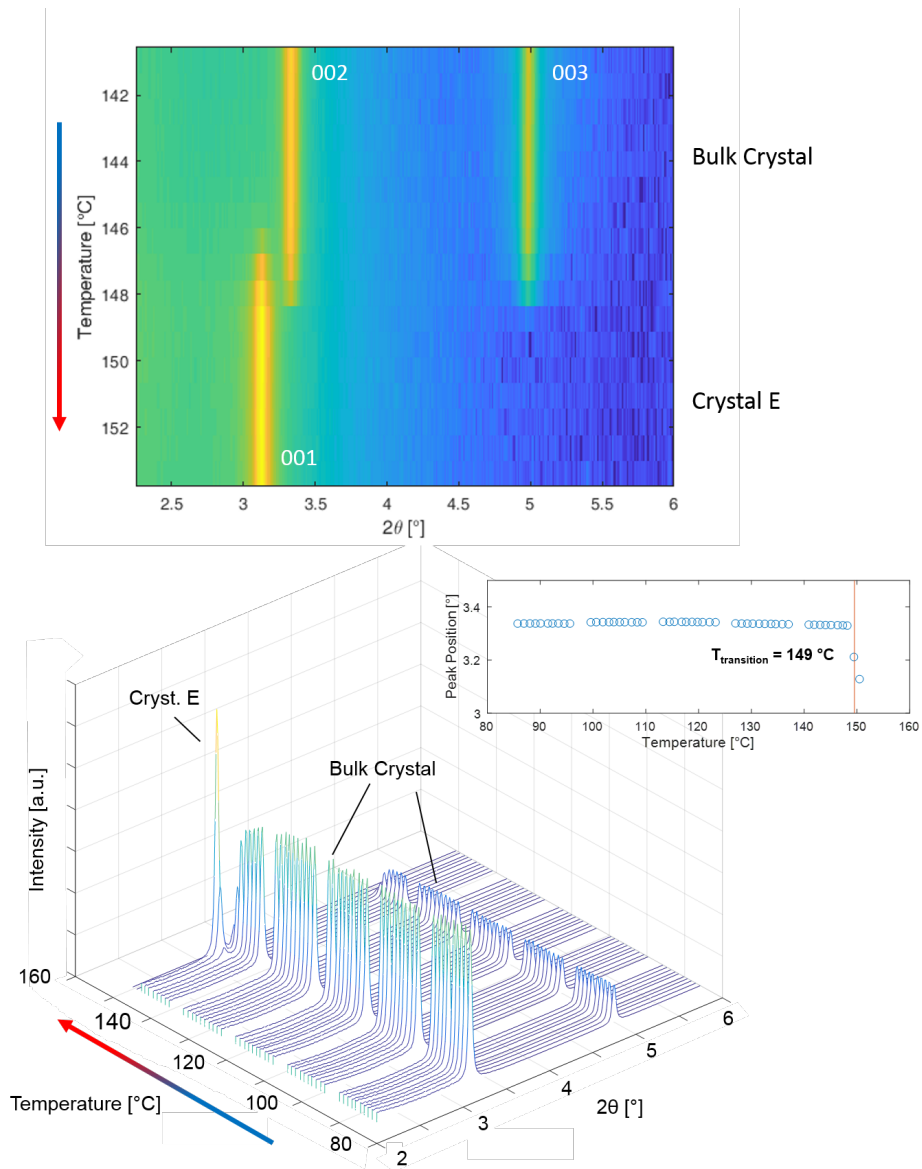 002
003
142
144
146
148
150
152
Temperature [°C]
Bulk Crystal
Crystal E
001
2.5 3 3.5 4 4.5 5 5.5 6
2θ [°]
3.4
3.2
3
Peak Position [°]
T transition = 149 °C
80 90 100 110 120 130 140 150 160
Temperature [°C]
Cryst. E
Bulk Crystal
Intensity [a.u.]
160
140
120
100
80
Temperature [°C]
2
3
4
5
6
2θ [°]